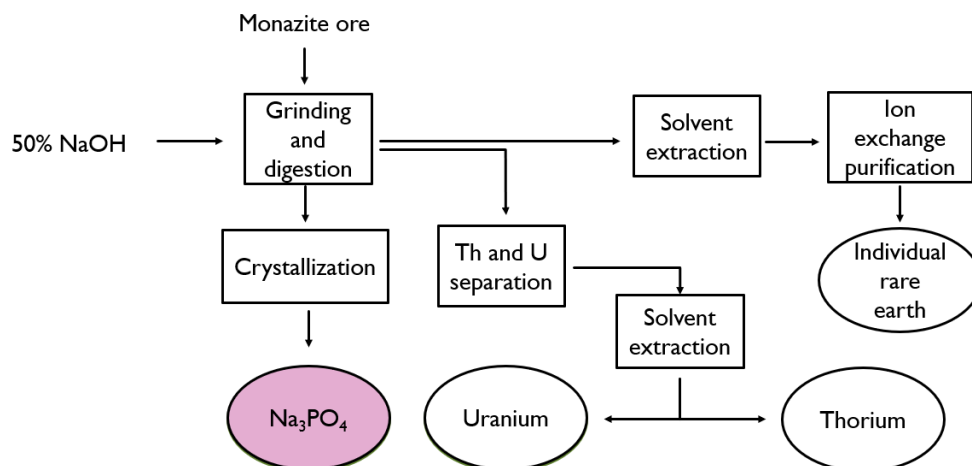 Monazite ore
50% NaOH
Grinding
and
digestion
Solvent
extraction
Ion
exchange
purification
Crystallization
Th and U
separation
Individual
rare
earth
Solvent
extraction
Na₃PO₄
Uranium
Thorium